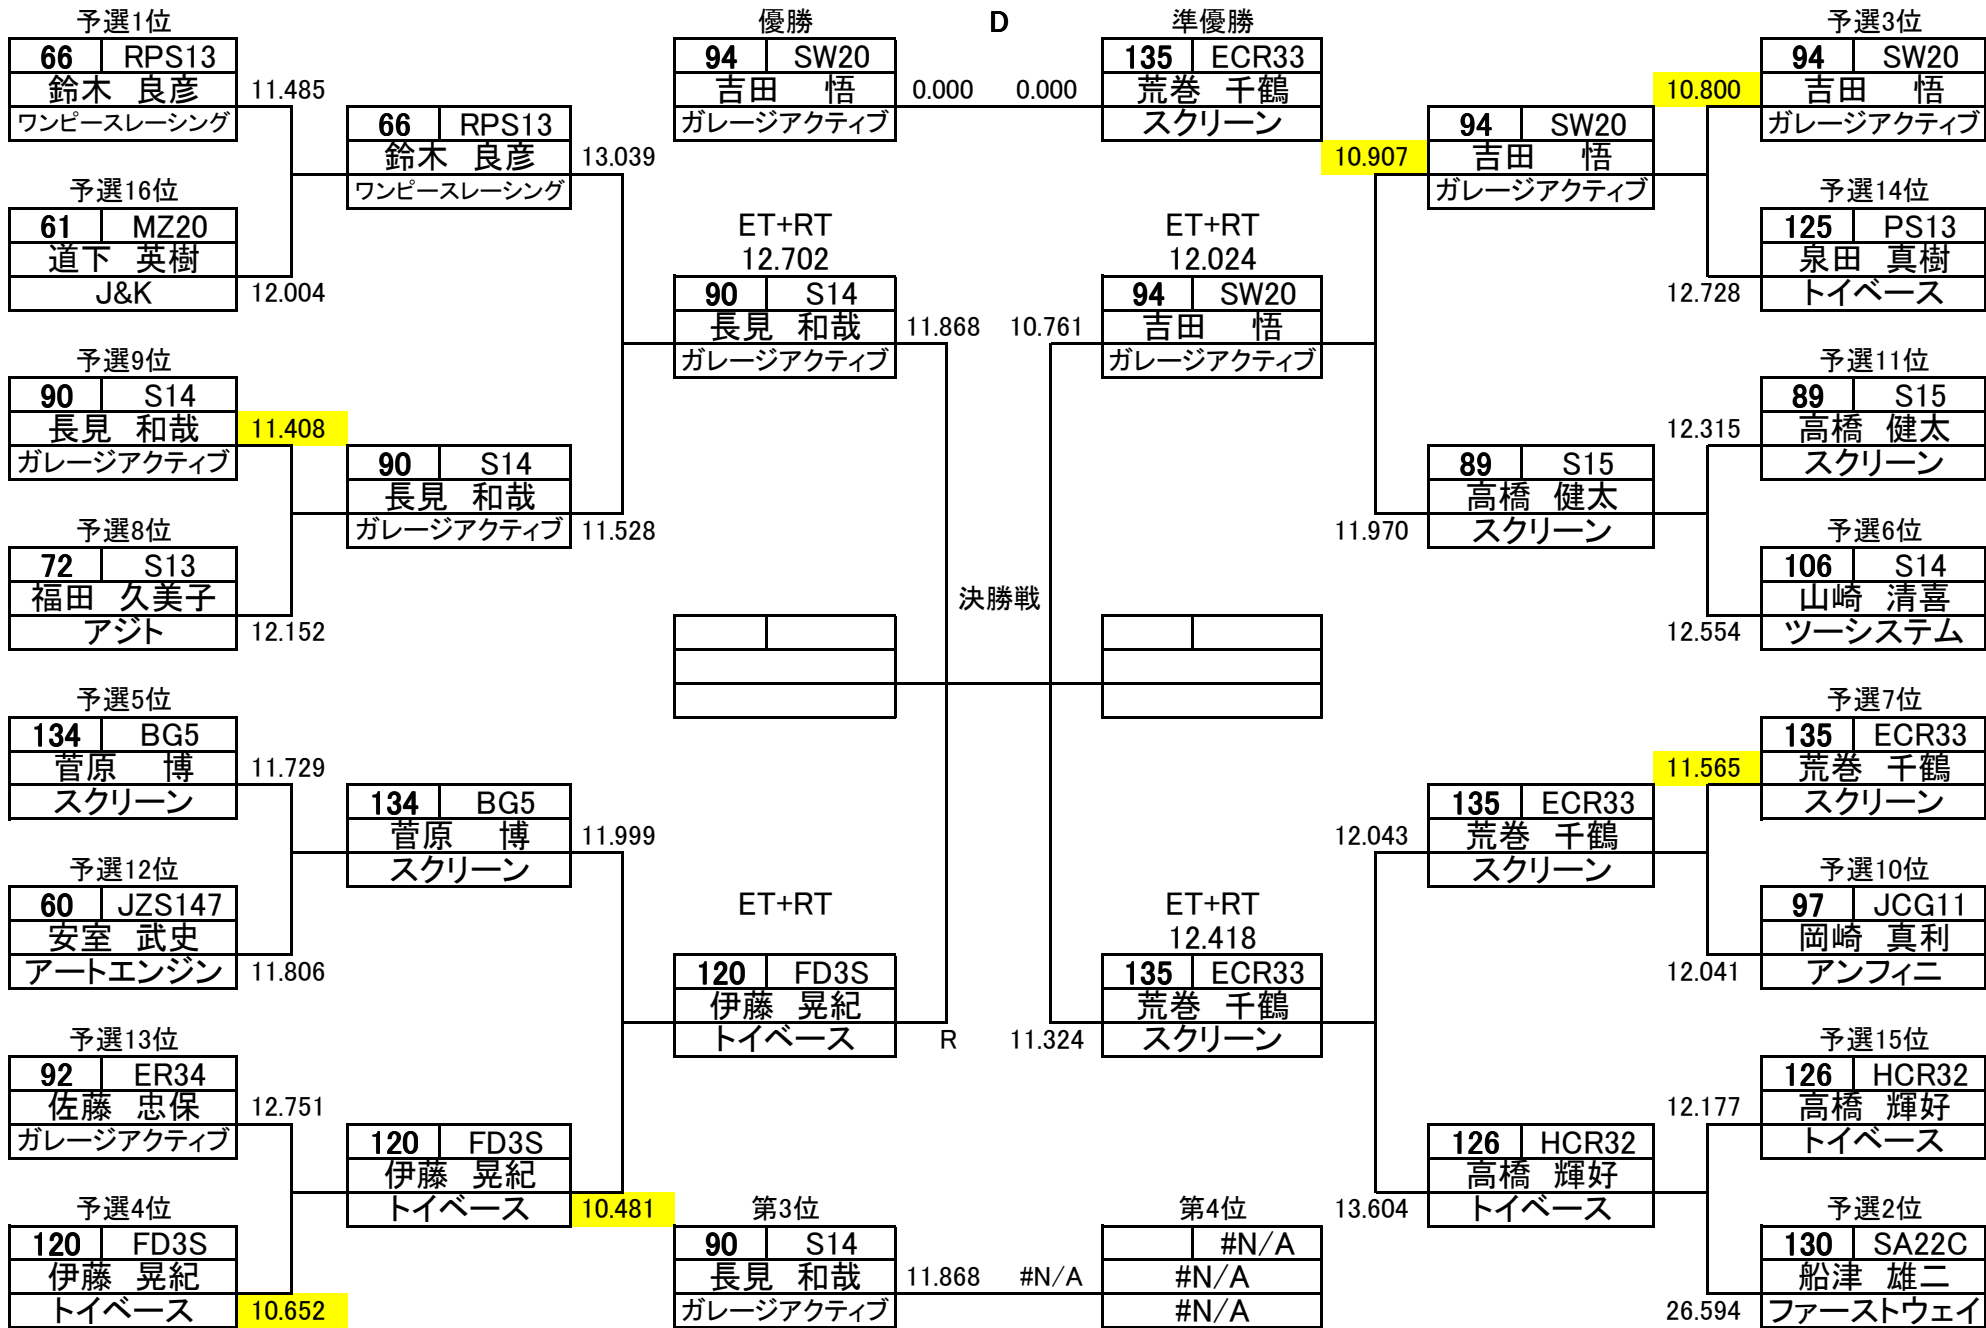 予選1位
66 RPS13
鈴木 良彦 11.485
ワンピースレーシング
予選16位
61 MZ20
道下 英樹
J&K 12.004
予選9位
90 S14
長見 和哉 11.408
ガレージアクティブ
予選8位
72 S13
福田 久美子
アジト 12.152
予選5位
134 BG5
菅原 博 11.729
スクリーン
予選12位
60 JZS147
安室 武史
アートエンジン 11.806
予選13位
92 ER34
佐藤 忠保 12.751
ガレージアクティブ
予選4位
120 FD3S
伊藤 晃紀
トイベース 10.652
66 RPS13
鈴木 良彦 13.039
ワンピースレーシング
90 S14
長見 和哉
ガレージアクティブ 11.528
134 BG5
菅原 博 11.999
スクリーン
120 FD3S
伊藤 晃紀
トイベース 10.481
優勝 D 準優勝
94 SW20 135 ECR33
吉田 悟 0.000 0.000 荒巻 千鶴
ガレージアクティブ スクリーン
ET+RT ET+RT
12.702 12.024
90 S14 94 SW20
長見 和哉 11.868 10.761 吉田 悟
ガレージアクティブ ガレージアクティブ
決勝戦
ET+RT ET+RT
12.418
120 FD3S 135 ECR33
伊藤 晃紀 荒巻 千鶴
トイベース R 11.324 スクリーン
第3位 第4位
90 S14 #N/A
長見 和哉 11.868 #N/A #N/A
ガレージアクティブ #N/A
94 SW20
10.907 吉田 悟
ガレージアクティブ
89 S15
高橋 健太
11.970 スクリーン
135 ECR33
12.043 荒巻 千鶴
スクリーン
126 HCR32
高橋 輝好
13.604 トイベース
予選3位
94 SW20
10.800 吉田 悟
ガレージアクティブ
予選14位
125 PS13
泉田 真樹
12.728 トイベース
予選11位
89 S15
12.315 高橋 健太
スクリーン
予選6位
106 S14
山崎 清喜
12.554 ツーシステム
予選7位
135 ECR33
11.565 荒巻 千鶴
スクリーン
予選10位
97 JCG11
岡崎 真利
12.041 アンフィニ
予選15位
126 HCR32
12.177 高橋 輝好
トイベース
予選2位
130 SA22C
船津 雄二
26.594 ファーストウェイ